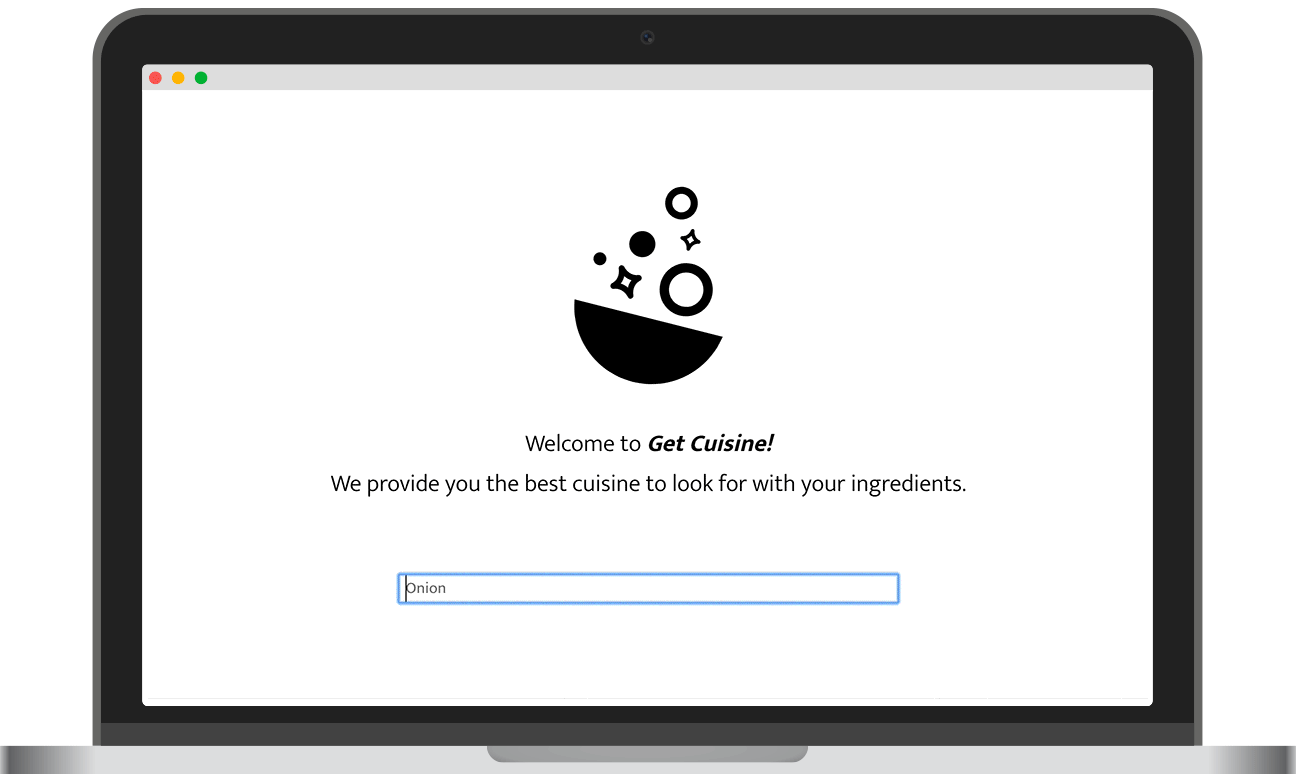 Welcome to Get Cuisine!
We provide you the best cuisine to look for with your ingredients.
Onion